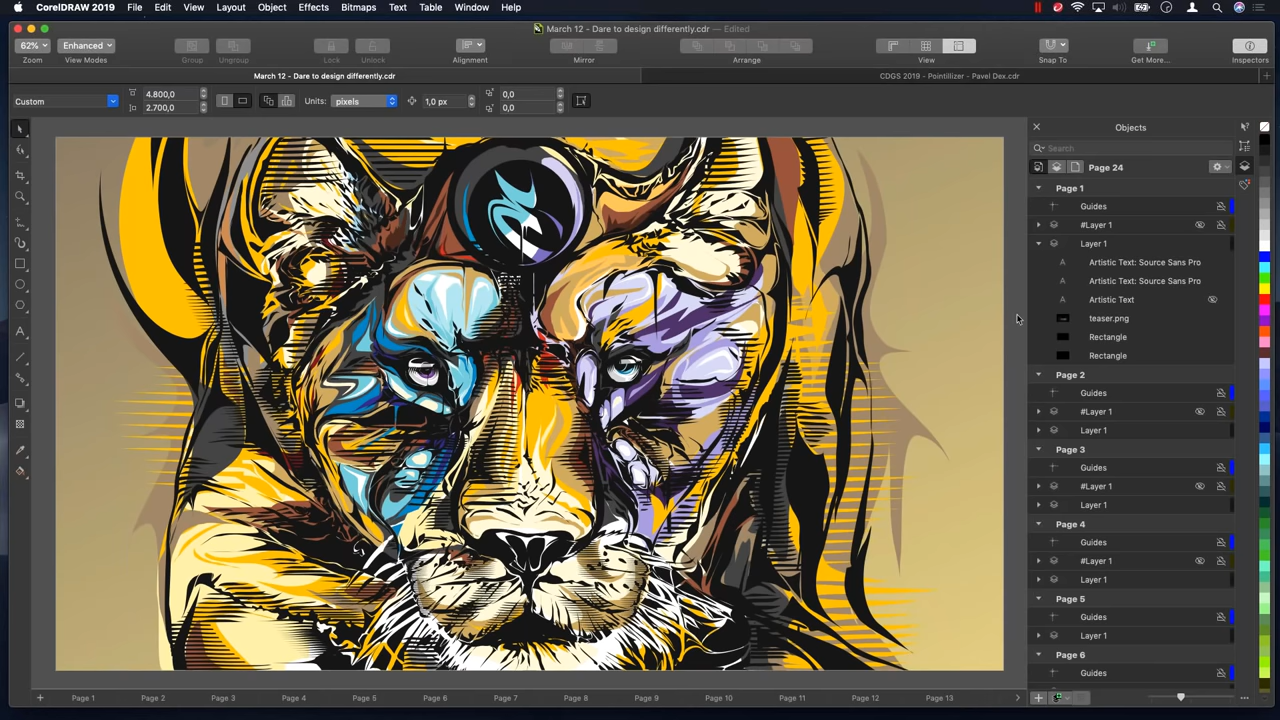 CorelDRAW 2019 File Edit View Layout Object Effects Bitmaps Text Table Window Help
March 12 - Dare to design differently.cdr — Edited
62% Enhanced
Zoom View Modes Group Ungroup Lock Unlock Alignment Mirror Arrange View Snap To Get More... Inspectors
March 12 - Dare to design differently.cdr CDGS 2019 - Pointillizer - Pavel Dex.cdr
Custom 4.800,0 Units: pixels 1,0 px 0,0
2.700,0 0,0
Objects
Search
Page 24
Page 1
Guides
#Layer 1
Layer 1
Artistic Text: Source Sans Pro
Artistic Text: Source Sans Pro
Artistic Text
teaser.png
Rectangle
Rectangle
Page 2
Guides
#Layer 1
Layer 1
Page 3
Guides
#Layer 1
Layer 1
Page 4
Guides
#Layer 1
Layer 1
Page 5
Guides
Layer 1
Page 6
Guides
Page 1 Page 2 Page 3 Page 4 Page 5 Page 6 Page 7 Page 8 Page 9 Page 10 Page 11 Page 12 Page 13